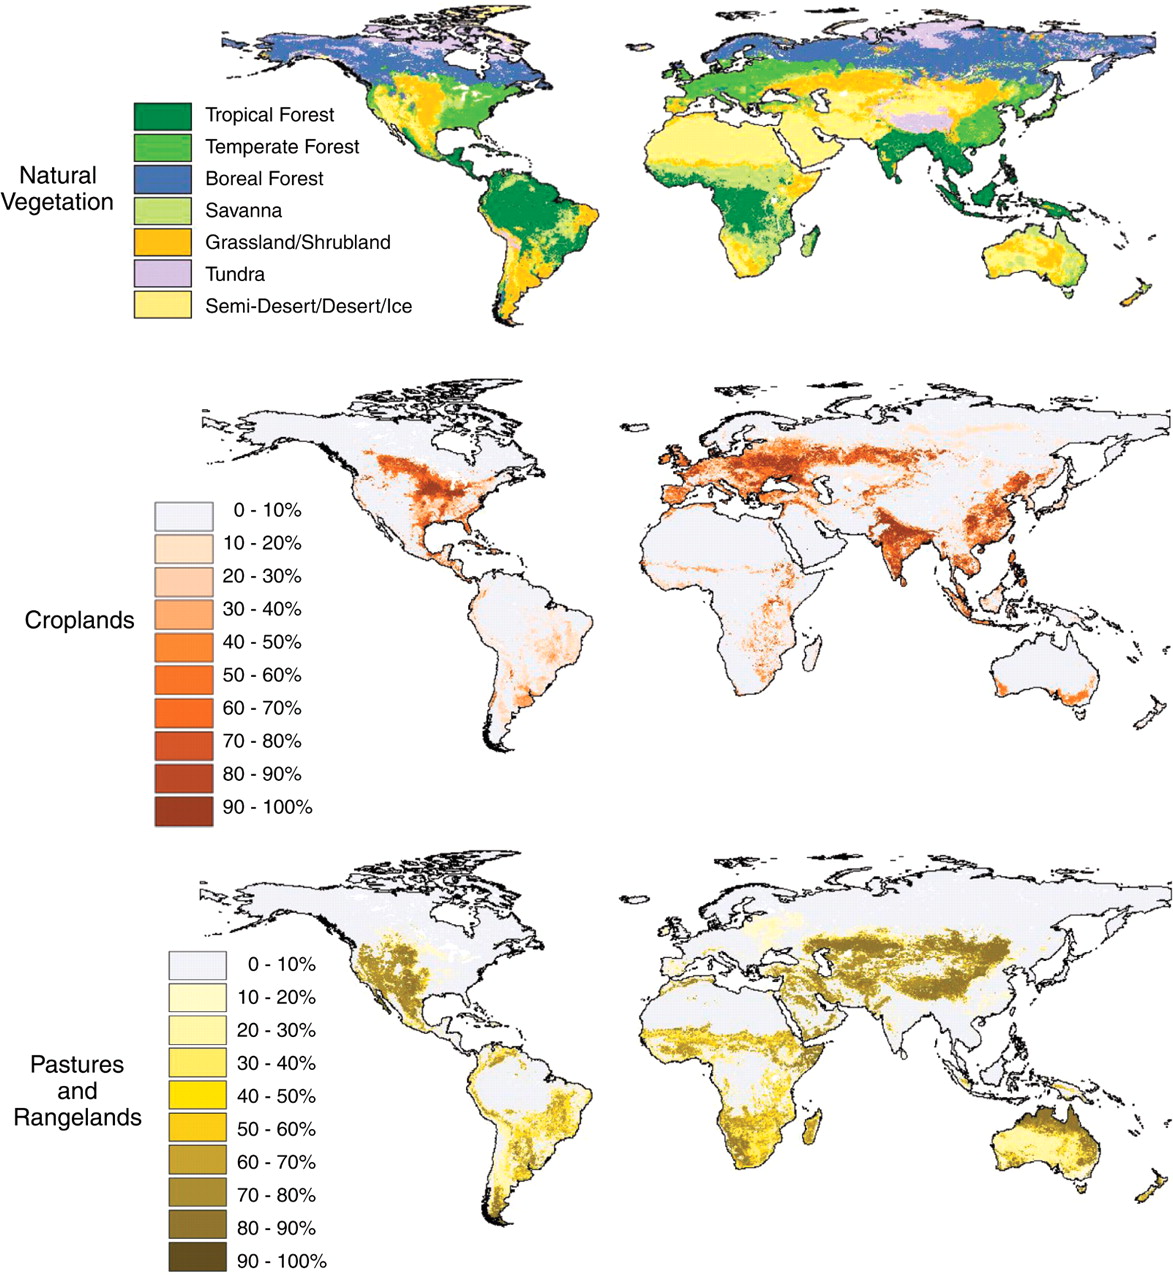 Natural
Vegetation
Tropical Forest
Temperate Forest
Boreal Forest
Savanna
Grassland/Shrubland
Tundra
Semi-Desert/Desert/Ice
Croplands
0 - 10%
10 - 20%
20 - 30%
30 - 40%
40 - 50%
50 - 60%
60 - 70%
70 - 80%
80 - 90%
90 - 100%
Pastures
and
Rangelands
0 - 10%
10 - 20%
20 - 30%
30 - 40%
40 - 50%
50 - 60%
60 - 70%
70 - 80%
80 - 90%
90 - 100%